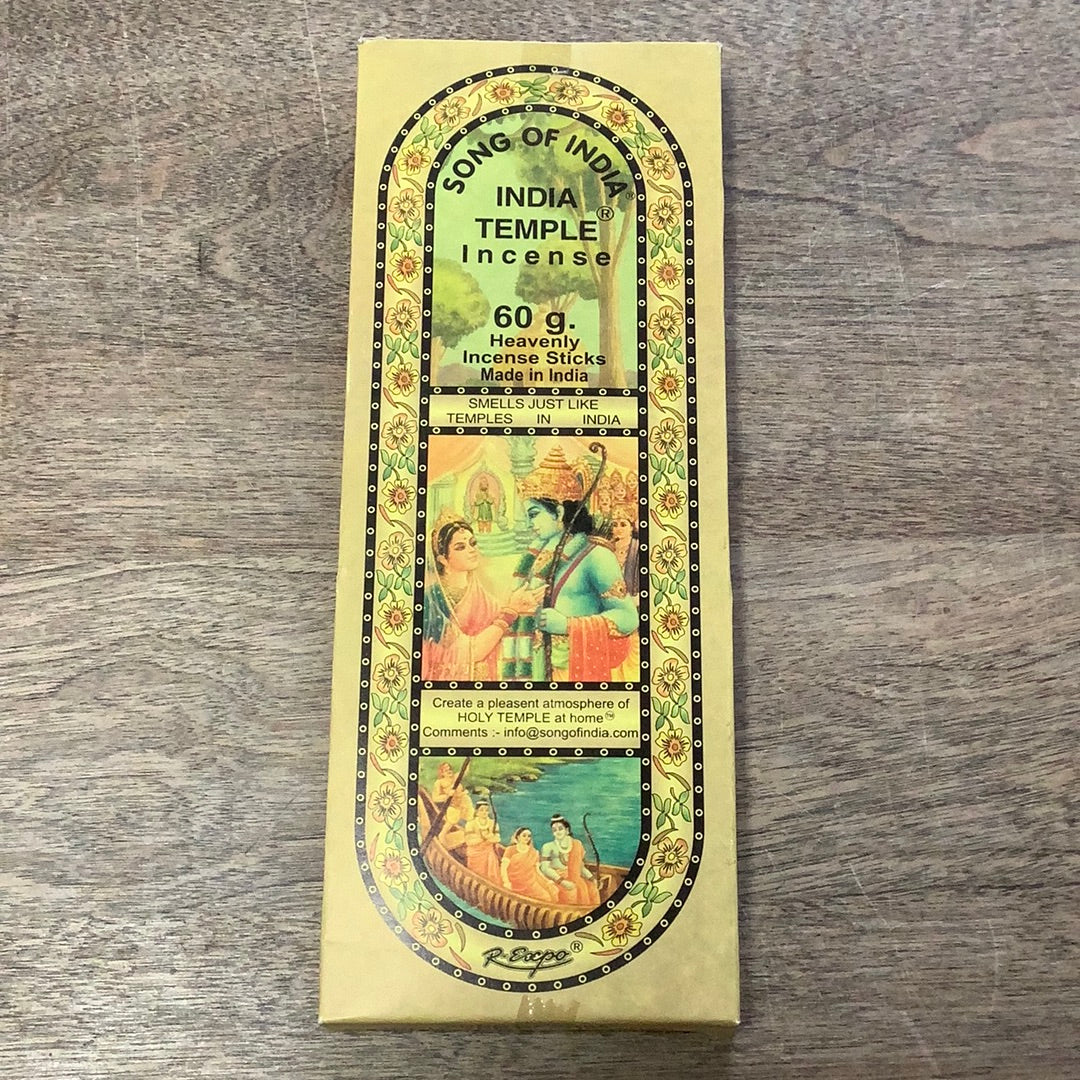 SONG OF INDIA®
INDIA
TEMPLE®
Incense
60 g.
Heavenly
Incense Sticks
Made in India
SMELLS JUST LIKE
TEMPLES IN INDIA
Create a pleasent atmosphere of
HOLY TEMPLE at home™
Comments :- info@songofindia.com
R-Expo®